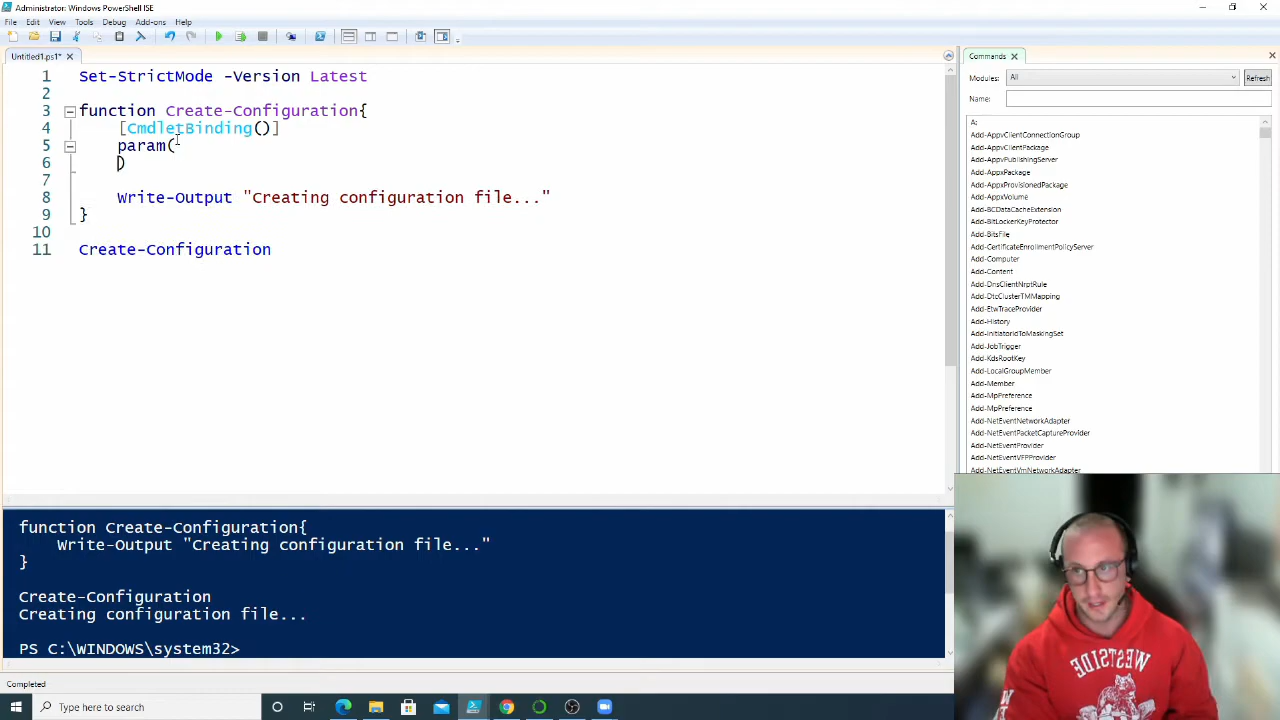 Administrator: Windows PowerShell ISE
File Edit View Tools Debug Add-ons Help
Untitled1.ps1*
Commands
1 Set-StrictMode -Version Latest
2
3 function Create-Configuration{
4 [CmdletBinding()]
5 param(
6 )
7
8 Write-Output "Creating configuration file..."
9 }
10
11 Create-Configuration
Modules: All
Refresh
Name:
A:
Add-AppvClientConnectionGroup
Add-AppvClientPackage
Add-AppvPublishingServer
Add-AppxPackage
Add-AppxProvisionedPackage
Add-AppxVolume
Add-BCDataCacheExtension
Add-BitLockerKeyProtector
Add-BitsFile
Add-CertificateEnrollmentPolicyServer
Add-Computer
Add-Content
Add-DnsClientNrptRule
Add-DtcClusterTMMapping
Add-EtwTraceProvider
Add-History
Add-InitiatorIdToMaskingSet
Add-JobTrigger
Add-KdsRootKey
Add-LocalGroupMember
Add-Member
Add-MpPreference
Add-MpPreference
Add-NetEventNetworkAdapter
Add-NetEventPacketCaptureProvider
Add-NetEventProvider
Add-NetEventVFPProvider
Add-NetEventVmNetworkAdapter
function Create-Configuration{
Write-Output "Creating configuration file..."
}
Create-Configuration
Creating configuration file...
PS C:\WINDOWS\system32>
WESTSIDE
Completed
Type here to search